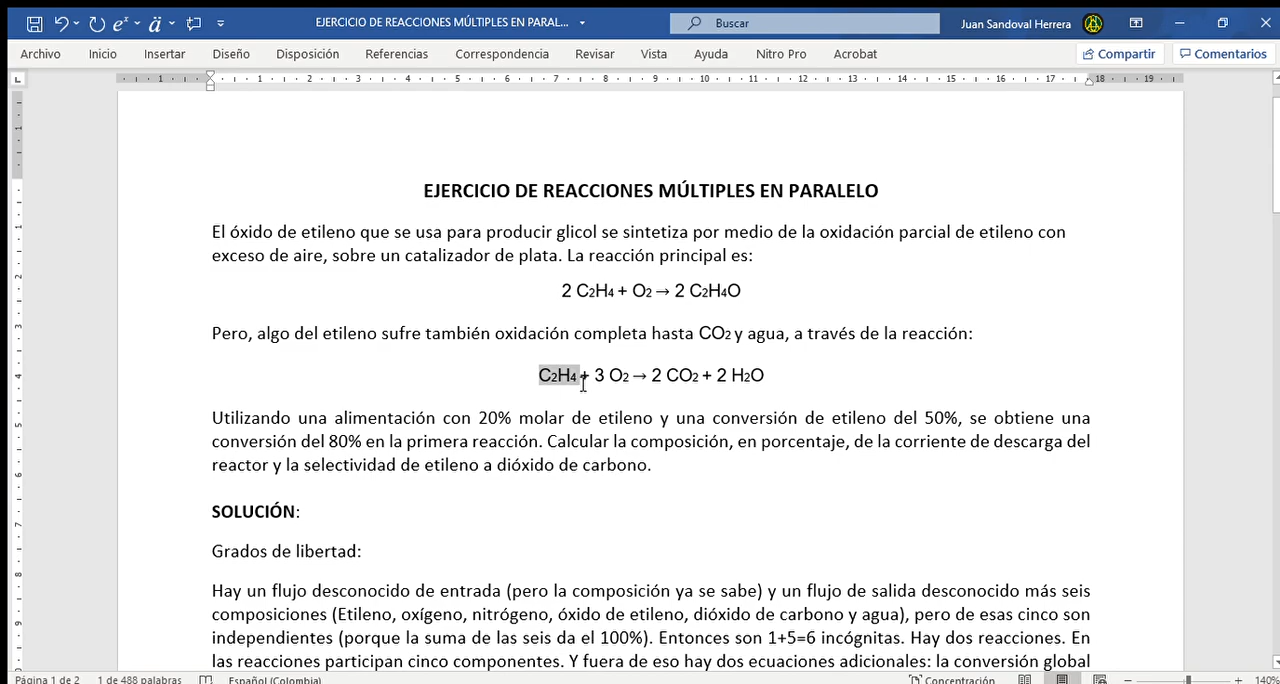 EJERCICIO DE REACCIONES MÚLTIPLES EN PARAL...
Buscar
Juan Sandoval Herrera
Archivo Inicio Insertar Diseño Disposición Referencias Correspondencia Revisar Vista Ayuda Nitro Pro Acrobat Compartir Comentarios
EJERCICIO DE REACCIONES MÚLTIPLES EN PARALELO
El óxido de etileno que se usa para producir glicol se sintetiza por medio de la oxidación parcial de etileno con
exceso de aire, sobre un catalizador de plata. La reacción principal es:
2 C2H4 + O2 → 2 C2H4O
Pero, algo del etileno sufre también oxidación completa hasta CO2 y agua, a través de la reacción:
C2H4 + 3 O2 → 2 CO2 + 2 H2O
Utilizando una alimentación con 20% molar de etileno y una conversión de etileno del 50%, se obtiene una
conversión del 80% en la primera reacción. Calcular la composición, en porcentaje, de la corriente de descarga del
reactor y la selectividad de etileno a dióxido de carbono.
SOLUCIÓN:
Grados de libertad:
Hay un flujo desconocido de entrada (pero la composición ya se sabe) y un flujo de salida desconocido más seis
composiciones (Etileno, oxígeno, nitrógeno, óxido de etileno, dióxido de carbono y agua), pero de esas cinco son
independientes (porque la suma de las seis da el 100%). Entonces son 1+5=6 incógnitas. Hay dos reacciones. En
las reacciones participan cinco componentes. Y fuera de eso hay dos ecuaciones adicionales: la conversión global
Página 1 de 2 1 de 488 palabras Español (Colombia) Concentración 140%